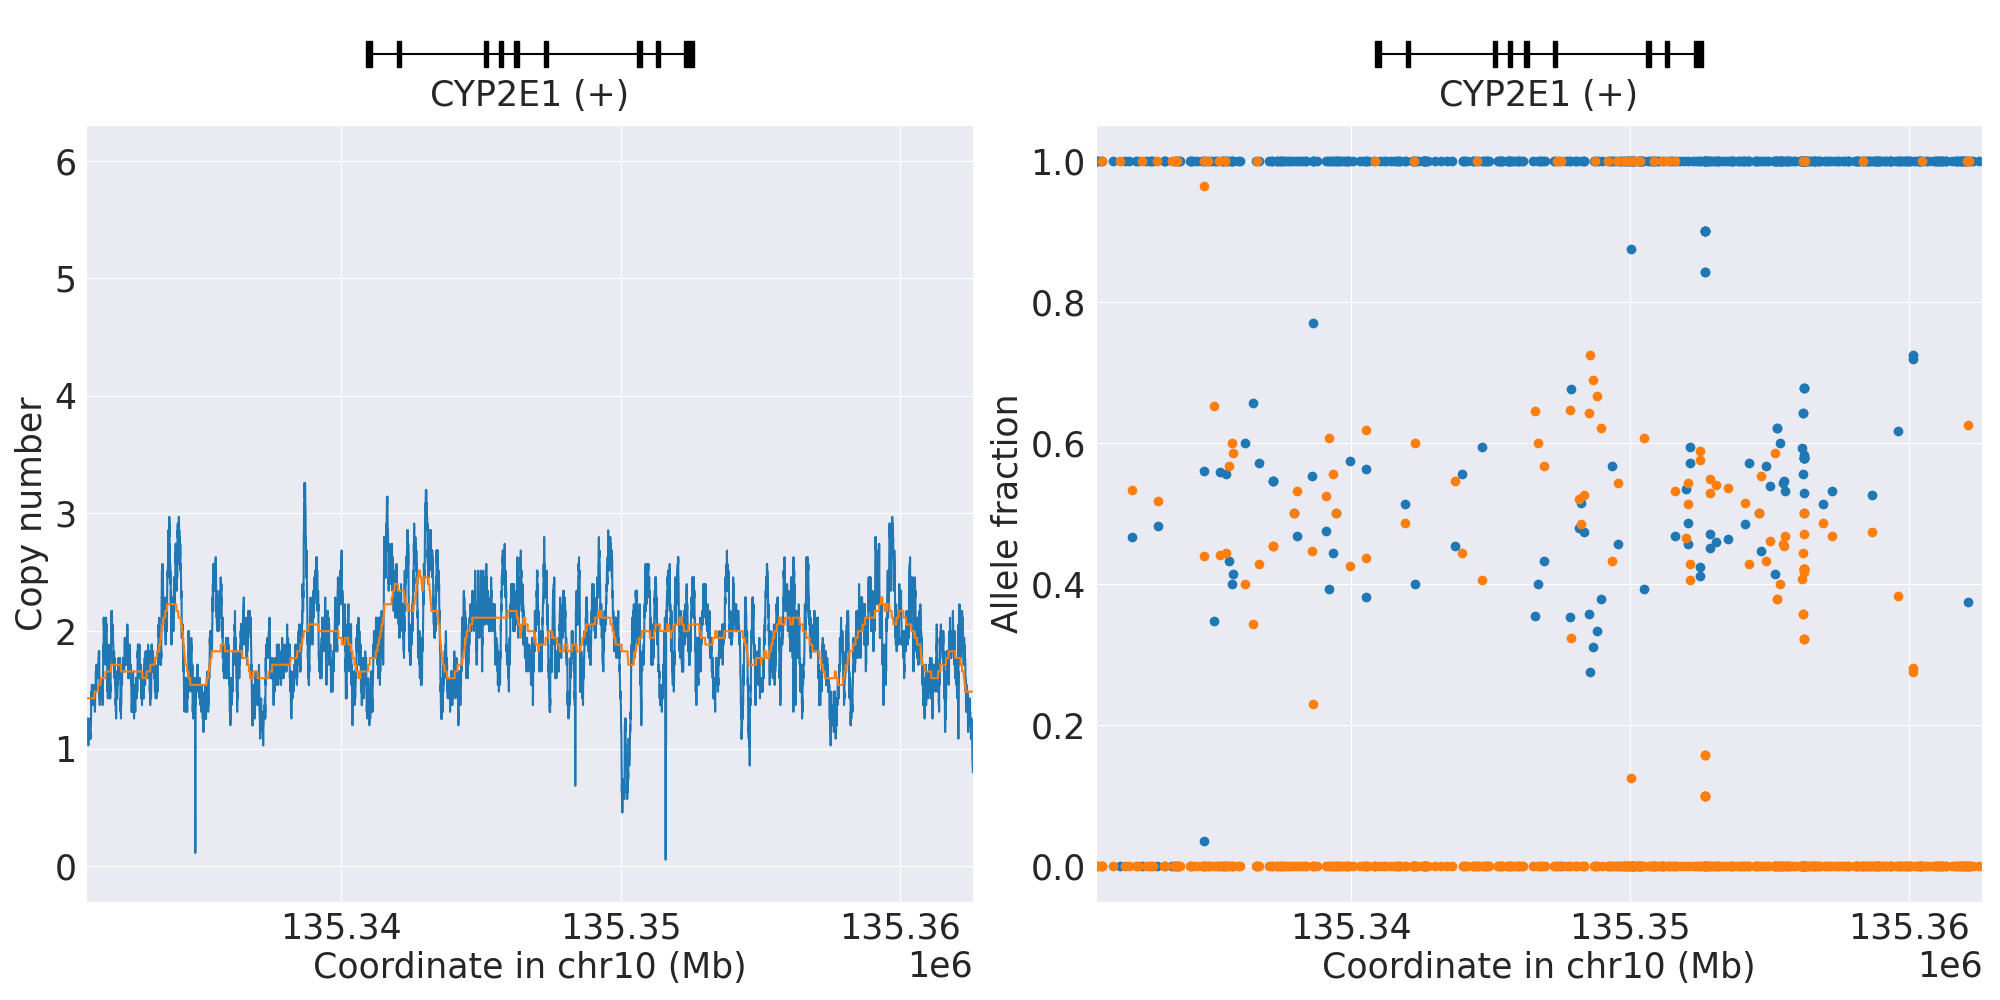 CYP2E1 (+)
6
5
4
3
2
1
0
Copy number
135.34 135.35 135.36
Coordinate in chr10 (Mb)
1e6
CYP2E1 (+)
1.0
0.8
0.6
0.4
0.2
0.0
Allele fraction
135.34 135.35 135.36
Coordinate in chr10 (Mb)
1e6